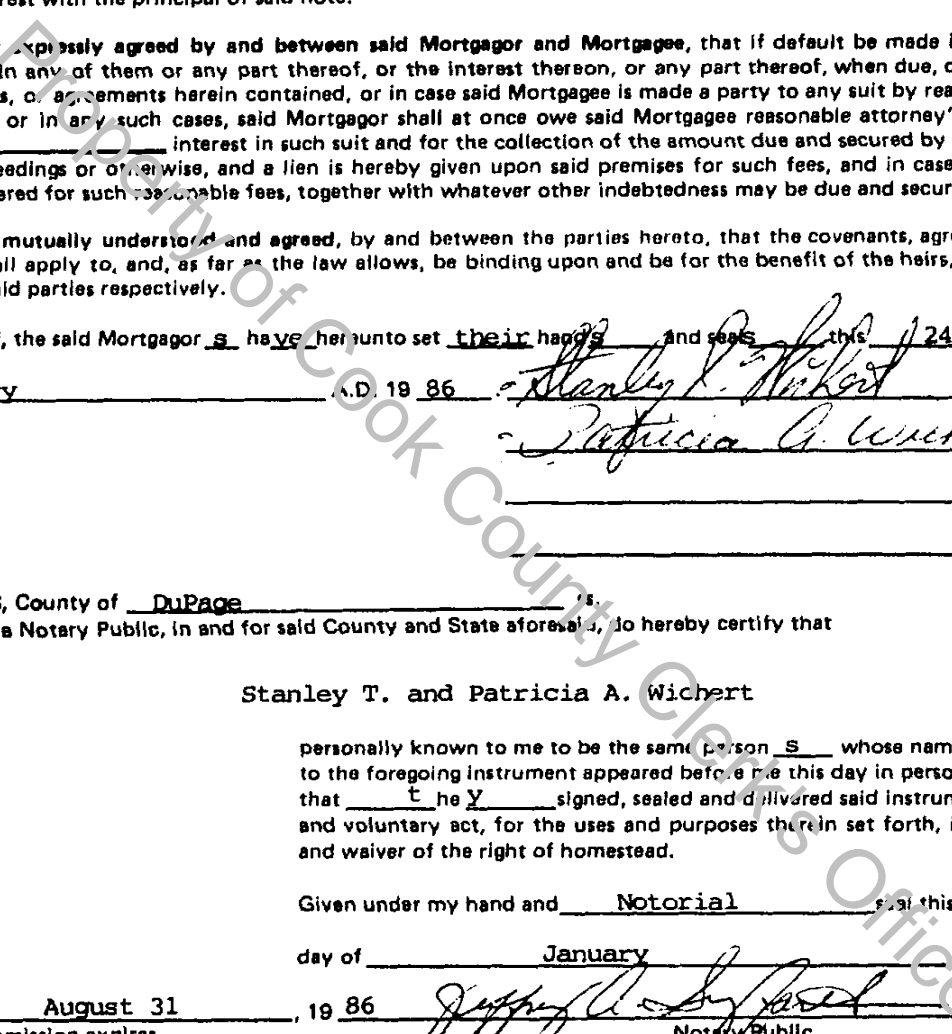 rest with the principal of said note.
expressly agreed by and between said Mortgagor and Mortgagee, that if default be made i
in any of them or any part thereof, or the interest thereon, or any part thereof, when due, o
s, or agreements herein contained, or in case said Mortgagee is made a party to any suit by rea
or in any such cases, said Mortgagor shall at once owe said Mortgagee reasonable attorney'
interest in such suit and for the collection of the amount due and secured by
eedings or otherwise, and a lien is hereby given upon said premises for such fees, and in case
ered for such reasonable fees, together with whatever other indebtedness may be due and secur
mutually understood and agreed, by and between the parties hereto, that the covenants, agre
all apply to, and, as far as the law allows, be binding upon and be for the benefit of the heirs,
aid parties respectively.
, the said Mortgagor s have hereunto set their hands and seals this 24
y A.D. 19 86
Stanley T. Wichert
Patricia A. Wich
, County of DuPage ss.
a Notary Public, in and for said County and State aforesaid, do hereby certify that
Stanley T. and Patricia A. Wichert
personally known to me to be the same person s whose nam
to the foregoing instrument appeared before me this day in perso
that t he y signed, sealed and delivered said instrum
and voluntary act, for the uses and purposes therein set forth, i
and waiver of the right of homestead.
Given under my hand and Notorial seal this
day of January
August 31, 19 86
mission expires
Notary Public
Property of Cook County Clerk's Office